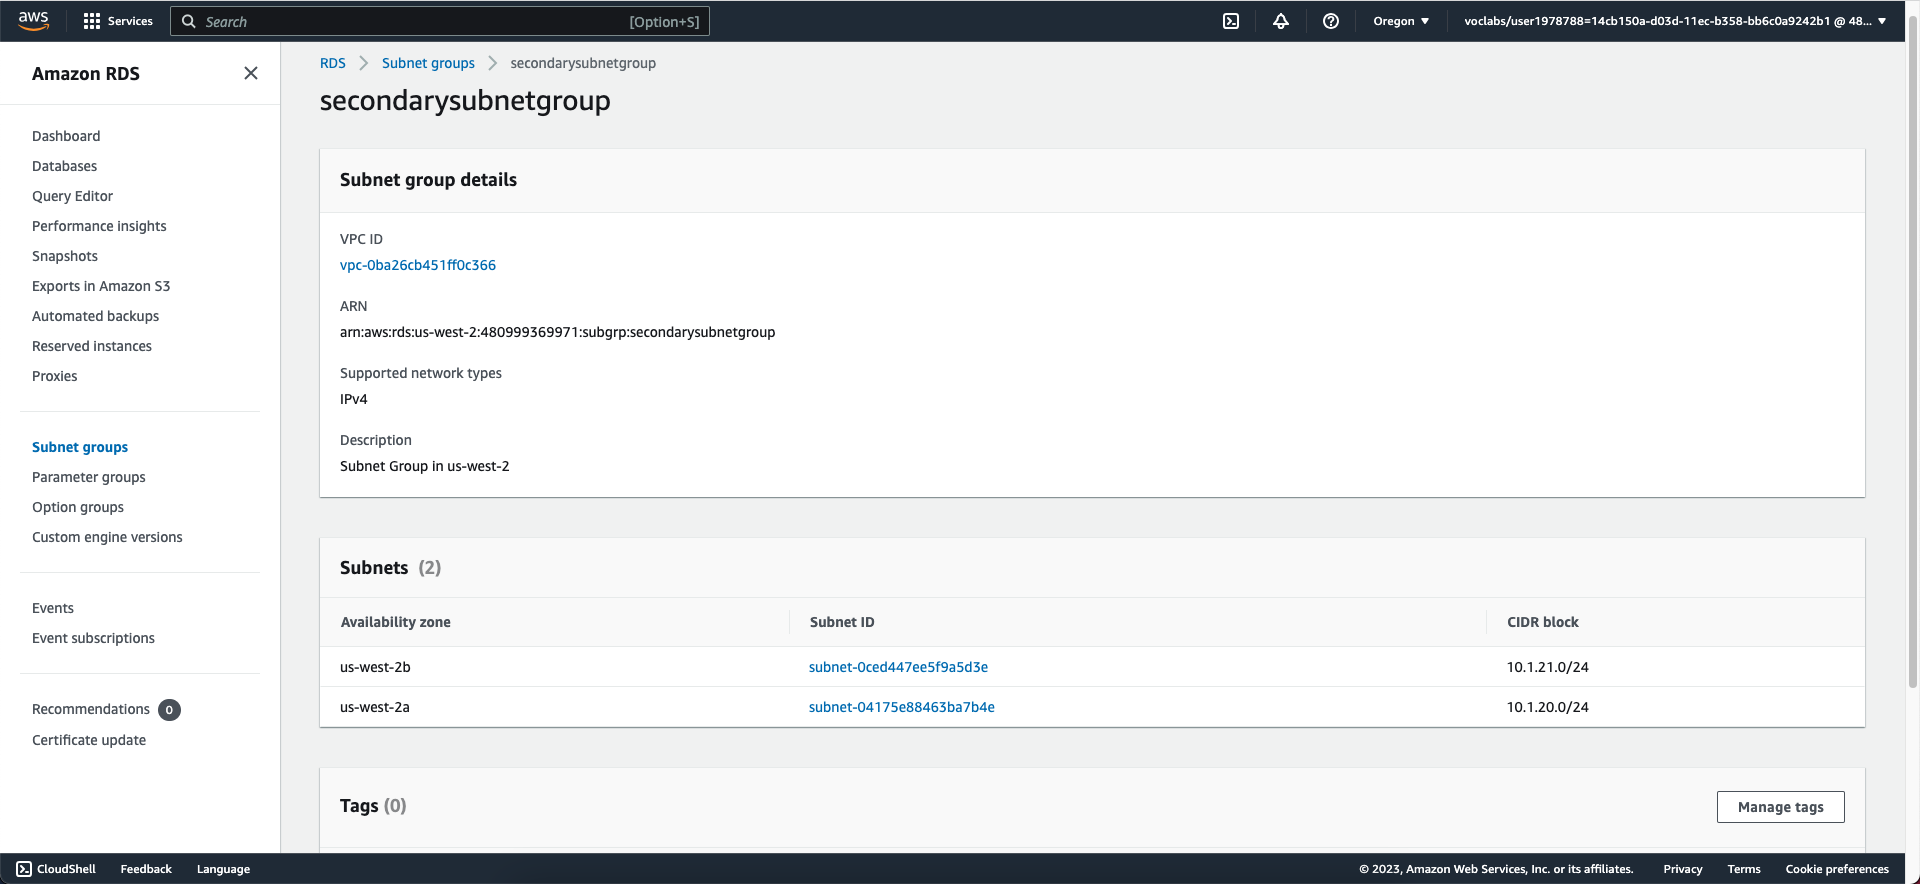 aws
Services
Search
[Option+S]
Oregon
voclabs/user1978788=14cb150a-d03d-11ec-b358-bb6c0a9242b1 @ 48...
Amazon RDS
Dashboard
Databases
Query Editor
Performance insights
Snapshots
Exports in Amazon S3
Automated backups
Reserved instances
Proxies
Subnet groups
Parameter groups
Option groups
Custom engine versions
Events
Event subscriptions
Recommendations 0
Certificate update
RDS > Subnet groups > secondarysubnetgroup
secondarysubnetgroup
Subnet group details
VPC ID
vpc-0ba26cb451ff0c366
ARN
arn:aws:rds:us-west-2:480999369971:subgrp:secondarysubnetgroup
Supported network types
IPv4
Description
Subnet Group in us-west-2
Subnets (2)
Availability zone Subnet ID CIDR block
us-west-2b subnet-0ced447ee5f9a5d3e 10.1.21.0/24
us-west-2a subnet-04175e88463ba7b4e 10.1.20.0/24
Tags (0)
Manage tags
CloudShell Feedback Language
© 2023, Amazon Web Services, Inc. or its affiliates. Privacy Terms Cookie preferences